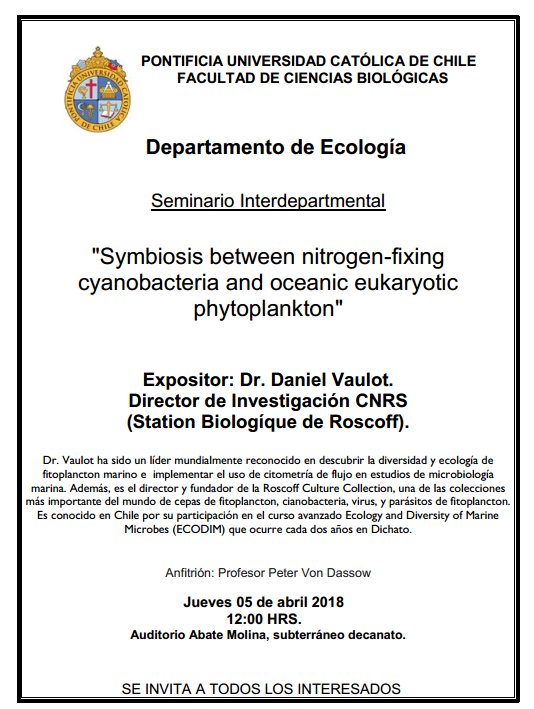 PONTIFICIA UNIVERSIDAD CATÓLICA DE CHILE
FACULTAD DE CIENCIAS BIOLÓGICAS
PONTIFICIA UNIVERSIDAD CATOLICA DE CHILE
Departamento de Ecología
Seminario Interdepartmental
"Symbiosis between nitrogen-fixing
cyanobacteria and oceanic eukaryotic
phytoplankton"
Expositor: Dr. Daniel Vaulot.
Director de Investigación CNRS
(Station Biologíque de Roscoff).
Dr. Vaulot ha sido un líder mundialmente reconocido en descubrir la diversidad y ecología de
fitoplancton marino e implementar el uso de citometría de flujo en estudios de microbiología
marina. Además, es el director y fundador de la Roscoff Culture Collection, una de las colecciones
más importante del mundo de cepas de fitoplancton, cianobacteria, virus, y parásitos de fitoplancton.
Es conocido en Chile por su participación en el curso avanzado Ecology and Diversity of Marine
Microbes (ECODIM) que ocurre cada dos años en Dichato.
Anfitrión: Profesor Peter Von Dassow
Jueves 05 de abril 2018
12:00 HRS.
Auditorio Abate Molina, subterráneo decanato.
SE INVITA A TODOS LOS INTERESADOS